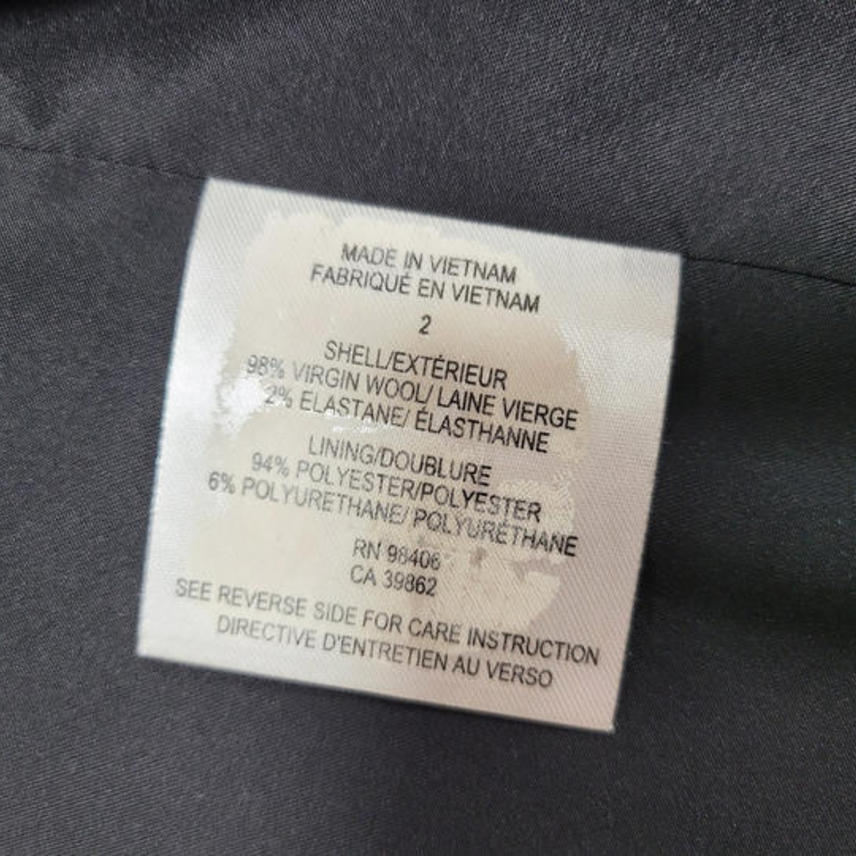 MADE IN VIETNAM
FABRIQUÉ EN VIETNAM
2
SHELL/EXTÉRIEUR
98% VIRGIN WOOL/ LAINE VIERGE
2% ELASTANE/ ÉLASTHANNE
LINING/DOUBLURE
94% POLYESTER/POLYESTER
6% POLYURETHANE/ POLYURÉTHANE
RN 98406
CA 39862
SEE REVERSE SIDE FOR CARE INSTRUCTION
DIRECTIVE D'ENTRETIEN AU VERSO